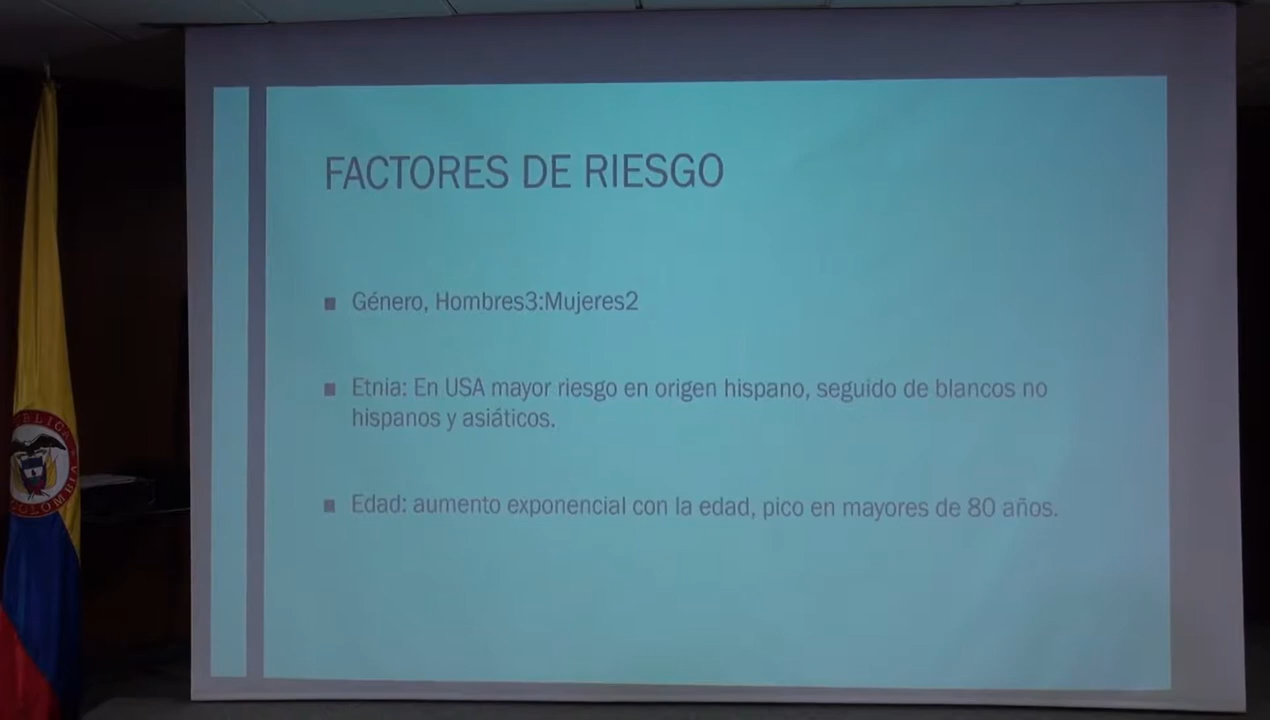 FACTORES DE RIESGO
■ Género, Hombres3:Mujeres2
■ Etnia: En USA mayor riesgo en origen hispano, seguido de blancos no
hispanos y asiáticos.
■ Edad: aumento exponencial con la edad, pico en mayores de 80 años.
COLOMBIA